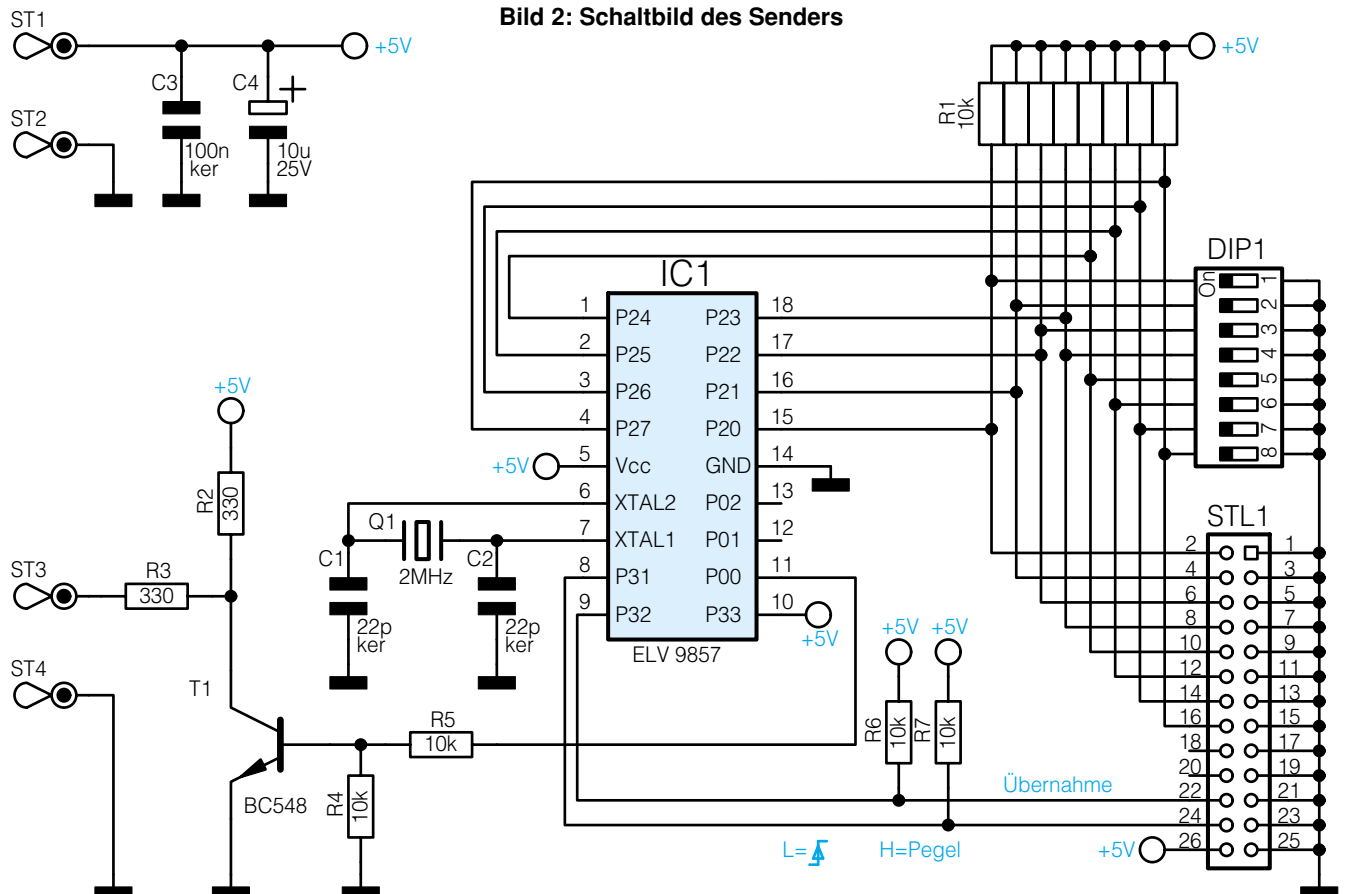 Bild 2: Schaltbild des Senders
ST1
+5V
C3
C4
+
100n
ker
10u
25V
ST2
+5V
R1
10k
DIP1
On
1
2
3
4
5
6
7
8
IC1
1 P24 P23 18
2 P25 P22 17
3 P26 P21 16
4 P27 P20 15
+5V 5 Vcc GND 14
6 XTAL2 P02 13
7 XTAL1 P01 12
8 P31 P00 11
9 P32 P33 10
+5V
ELV 9857
+5V
R2
330
ST3
R3
330
ST4
Q1
2MHz
C1
22p
ker
C2
22p
ker
T1
BC548
R5
10k
R4
10k
+5V +5V
R6
10k
R7
10k
Übernahme
L= H=Pegel
STL1
2 1
4 3
6 5
8 7
10 9
12 11
14 13
16 15
18 17
20 19
22 21
24 23
+5V 26 25